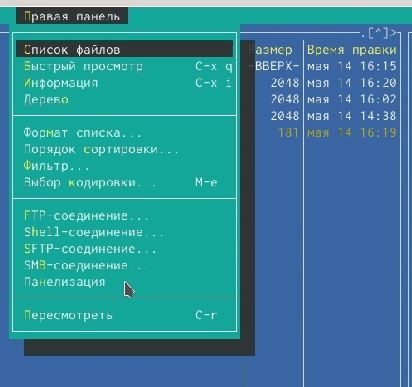 Правая панель
.[^]>
Список файлов
Размер Время правки
Быстрый просмотр C-x q
-ВВЕРХ- мая 14 16:15
Информация C-x i
2048 мая 14 16:20
Дерево
2048 мая 14 16:02
2048 мая 14 14:38
Формат списка...
181 мая 14 16:19
Порядок сортировки...
Фильтр...
Выбор кодировки... M-e
FTP-соединение...
Shell-соединение...
SFTP-соединение...
SMB-соединение...
Панелизация
Пересмотреть C-r